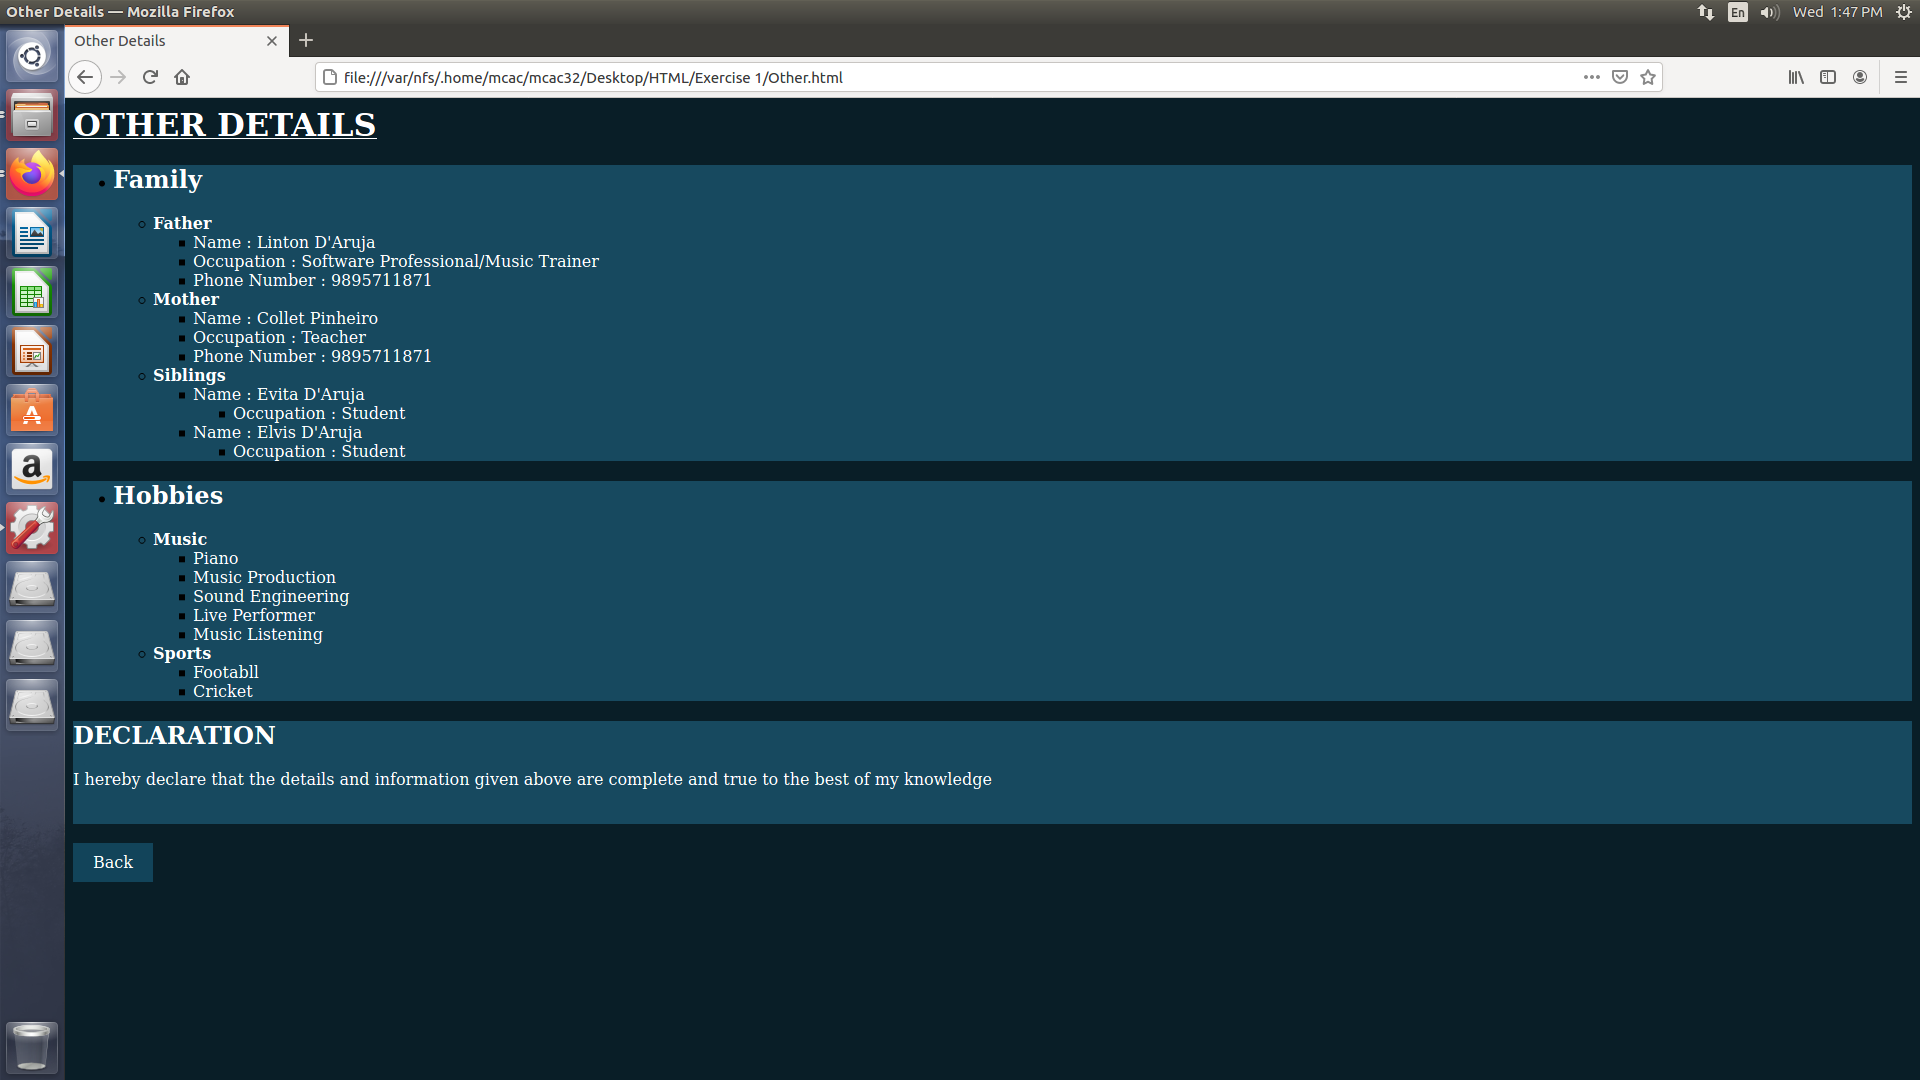 Other Details — Mozilla Firefox
En
Wed 1:47 PM
Other Details
file:///var/nfs/.home/mcac/mcac32/Desktop/HTML/Exercise 1/Other.html
OTHER DETAILS
Family
Father
Name : Linton D'Aruja
Occupation : Software Professional/Music Trainer
Phone Number : 9895711871
Mother
Name : Collet Pinheiro
Occupation : Teacher
Phone Number : 9895711871
Siblings
Name : Evita D'Aruja
Occupation : Student
Name : Elvis D'Aruja
Occupation : Student
Hobbies
Music
Piano
Music Production
Sound Engineering
Live Performer
Music Listening
Sports
Footabll
Cricket
DECLARATION
I hereby declare that the details and information given above are complete and true to the best of my knowledge
Back